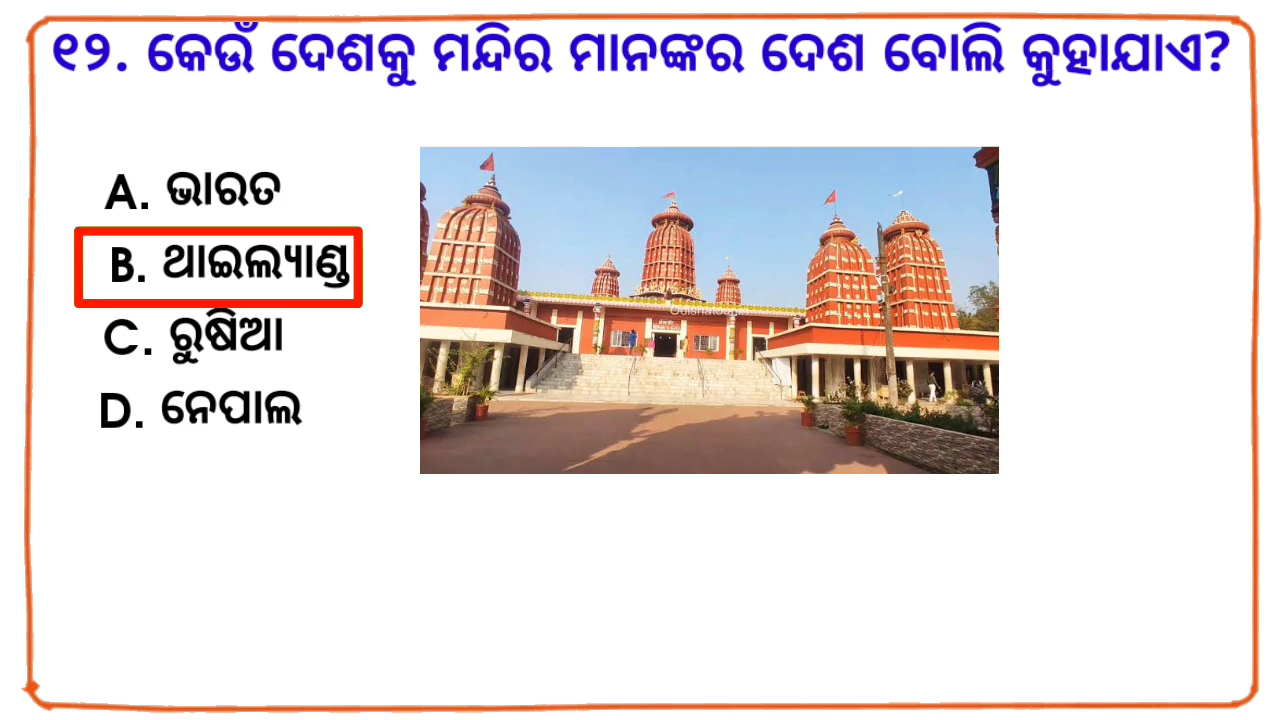 ୧୨. କେଉଁ ଦେଶକୁ ମନ୍ଦିର ମାନଙ୍କର ଦେଶ ବୋଲି କୁହାଯାଏ?
A. ଭାରତ
B. ଥାଇଲ୍ୟାଣ୍ଡ
C. ରୁଷିଆ
D. ନେପାଲ